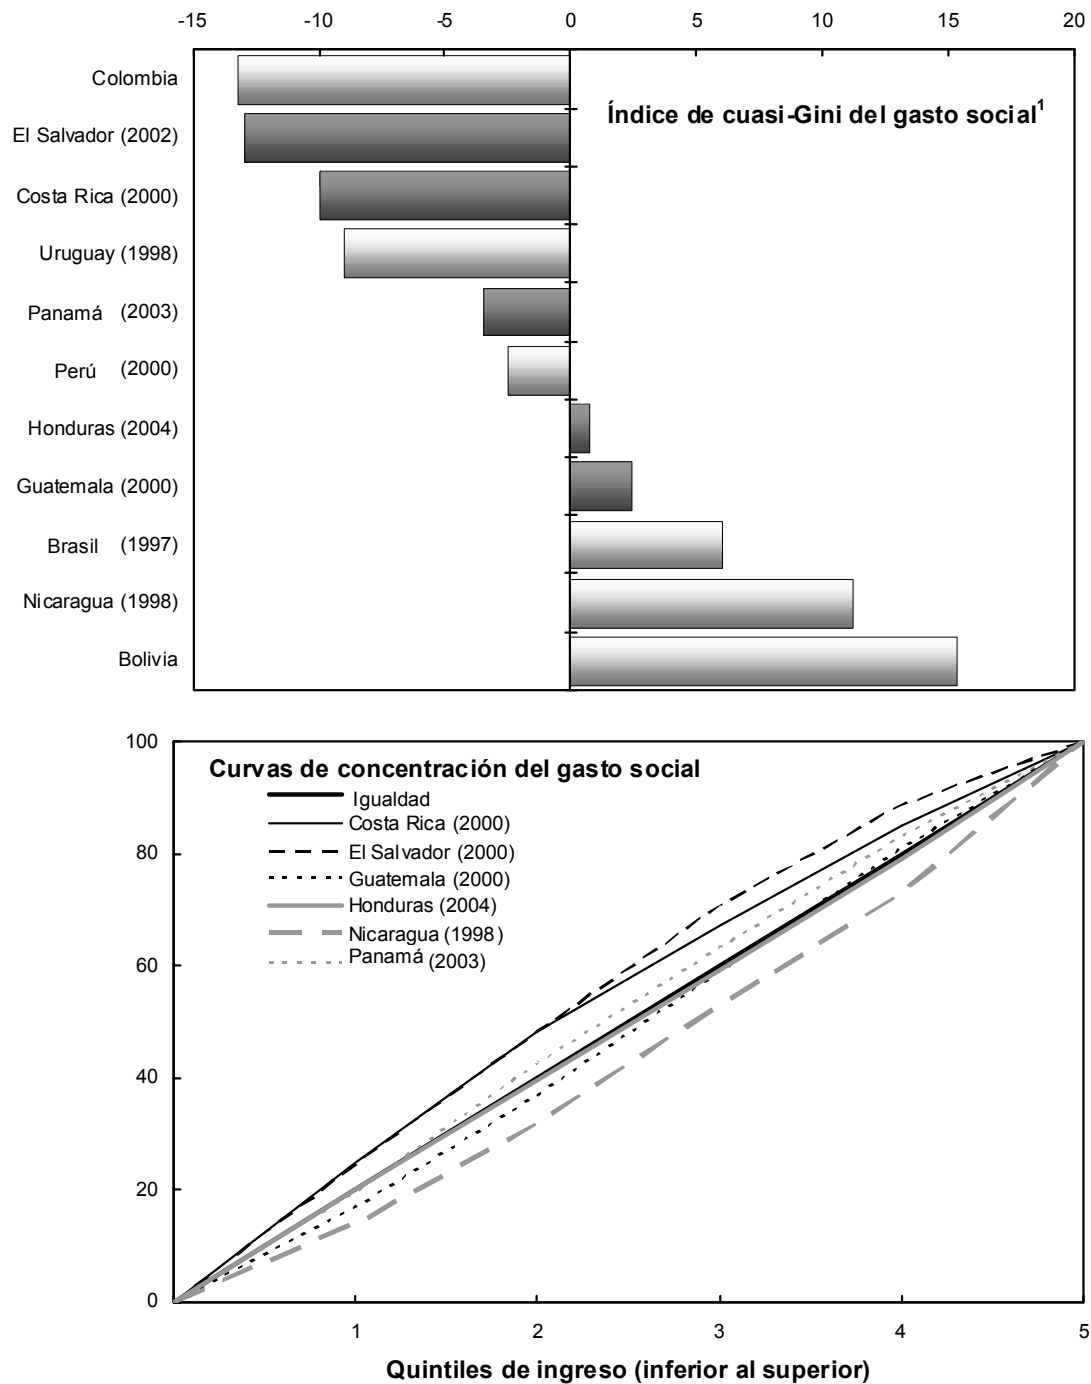 -15 -10 -5 0 5 10 15 20
Índice de cuasi-Gini del gasto social1
Colombia
El Salvador (2002)
Costa Rica (2000)
Uruguay (1998)
Panamá (2003)
Perú (2000)
Honduras (2004)
Guatemala (2000)
Brasil (1997)
Nicaragua (1998)
Bolivia
Curvas de concentración del gasto social
Igualdad
Costa Rica (2000)
El Salvador (2000)
Guatemala (2000)
Honduras (2004)
Nicaragua (1998)
Panamá (2003)
100
80
60
40
20
0
1 2 3 4 5
Quintiles de ingreso (inferior al superior)